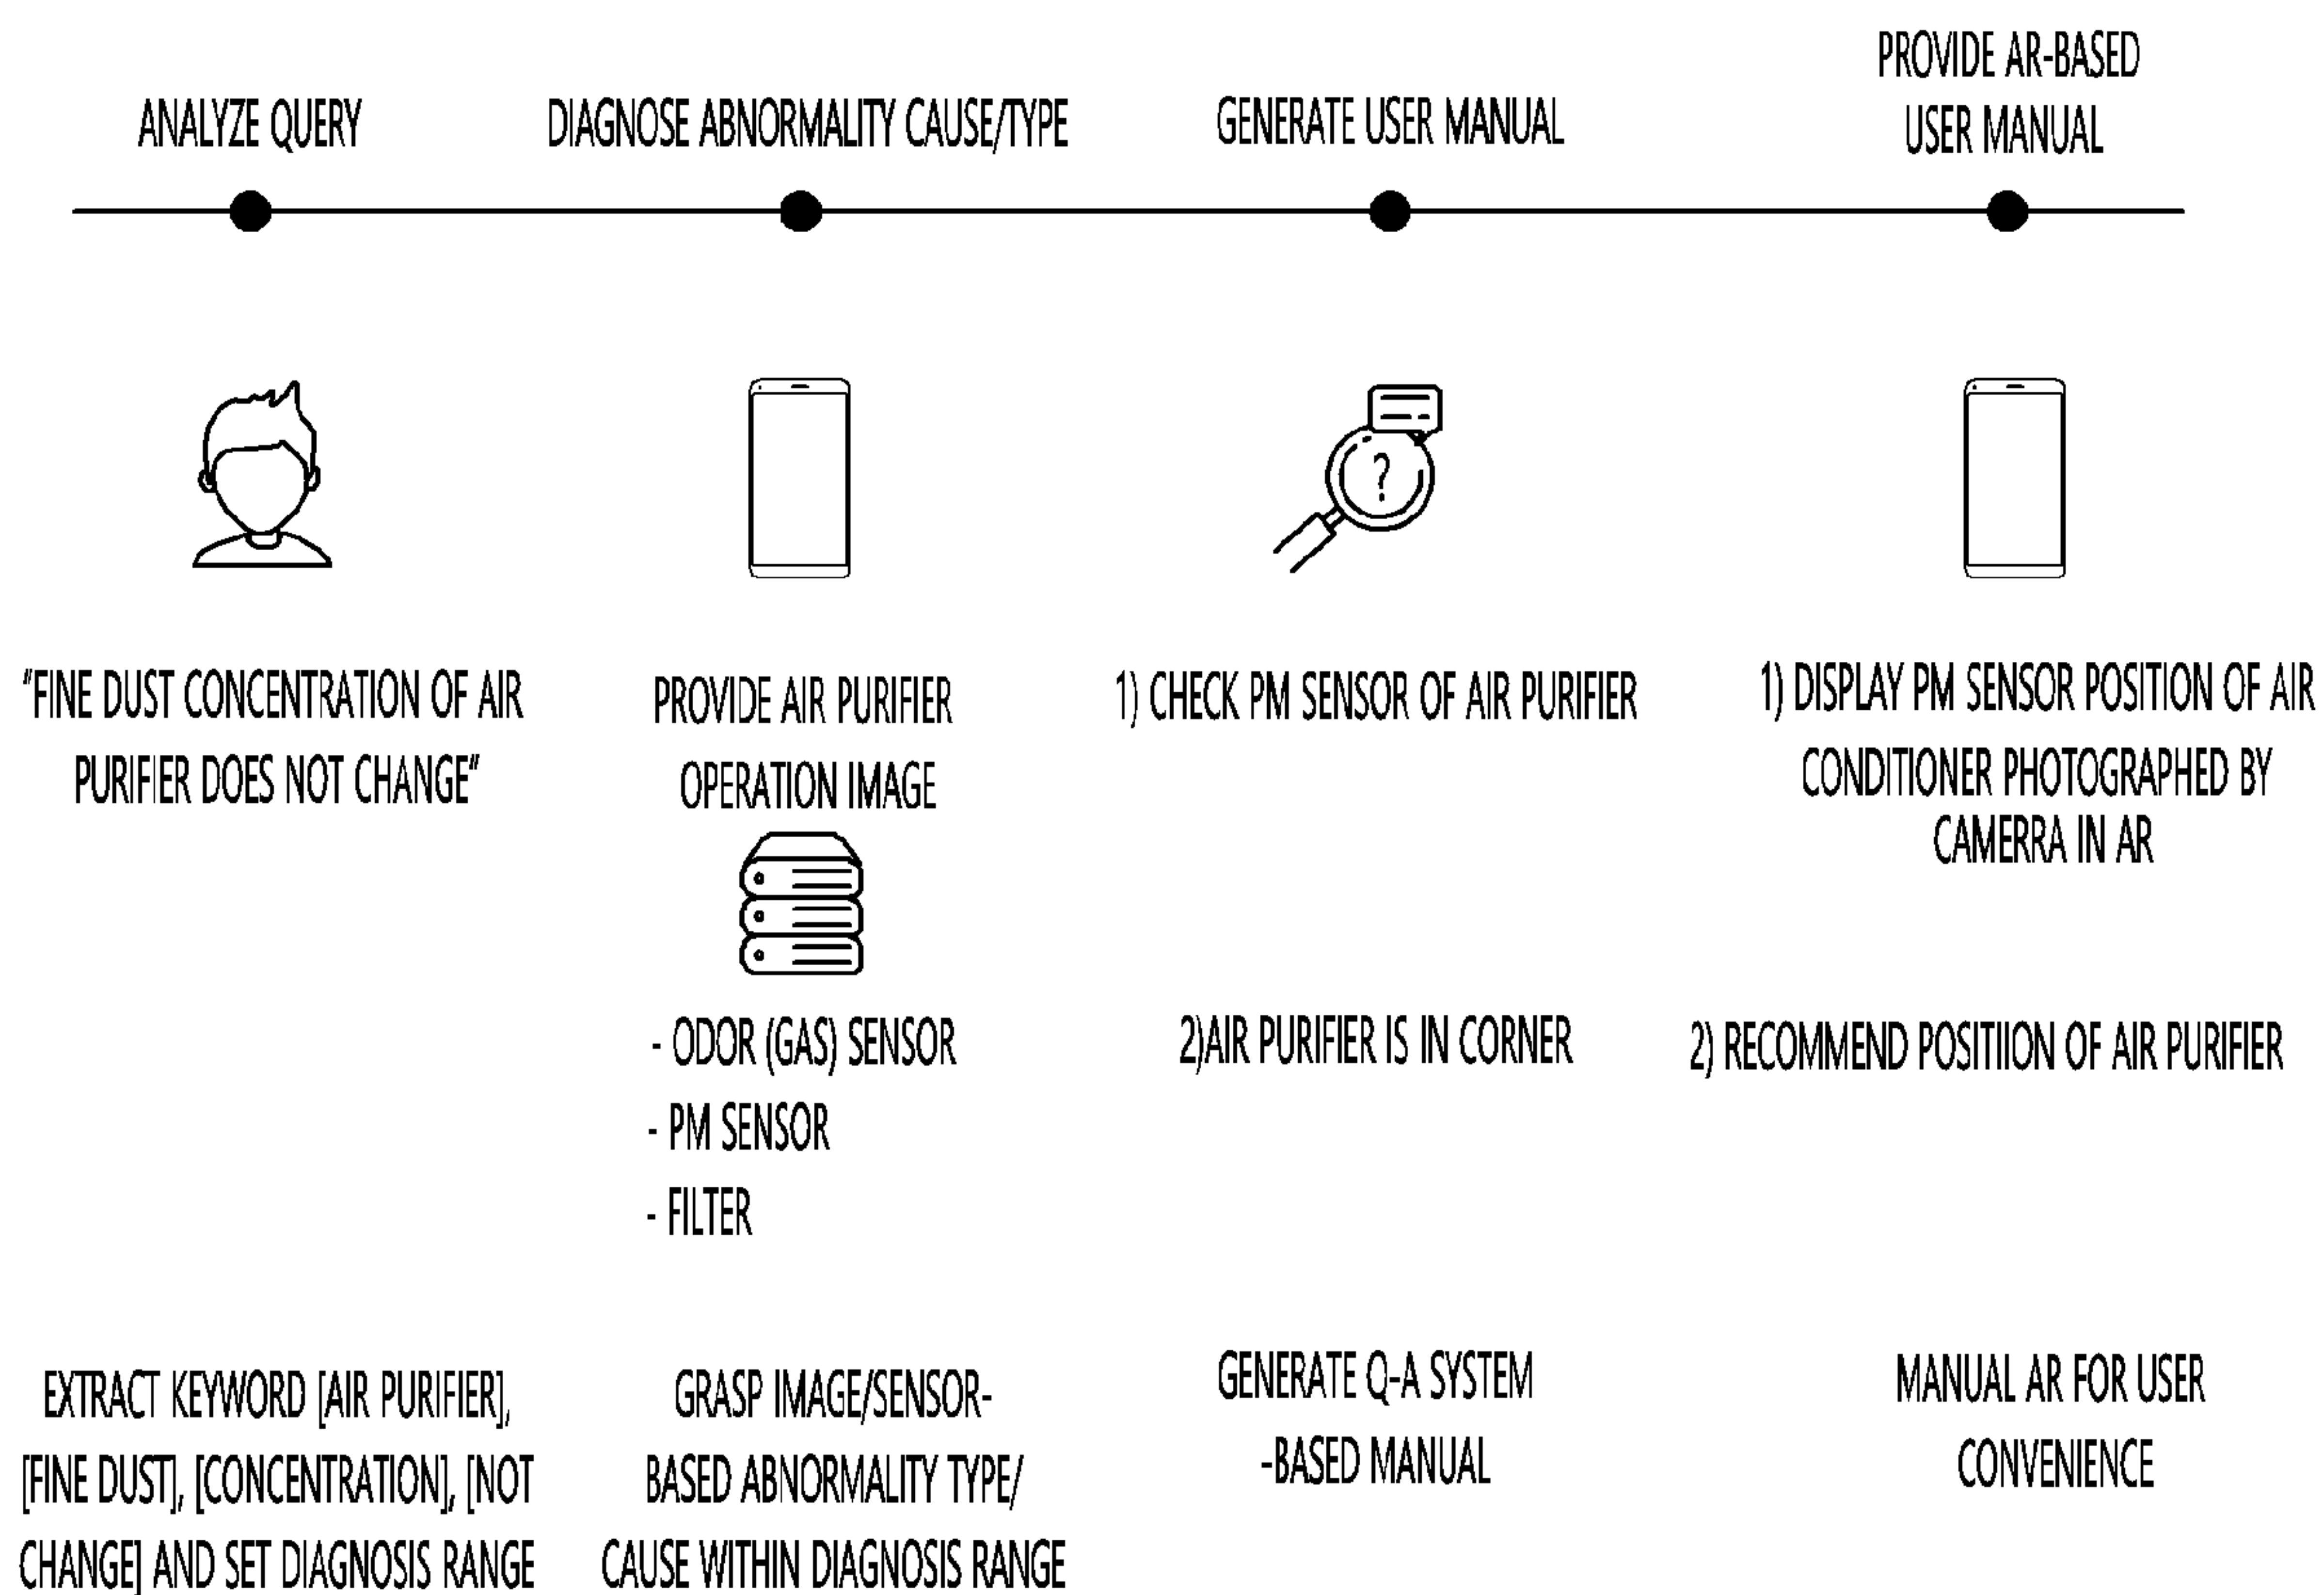 ANALYZE QUERY
DIAGNOSE ABNORMALITY CAUSE/TYPE
GENERATE USER MANUAL
PROVIDE AR-BASED
USER MANUAL
"FINE DUST CONCENTRATION OF AIR
PURIFIER DOES NOT CHANGE"
PROVIDE AIR PURIFIER
OPERATION IMAGE
- ODOR (GAS) SENSOR
- PM SENSOR
- FILTER
?
1) CHECK PM SENSOR OF AIR PURIFIER
2)AIR PURIFIER IS IN CORNER
1) DISPLAY PM SENSOR POSITION OF AIR
CONDITIONER PHOTOGRAPHED BY
CAMERRA IN AR
2) RECOMMEND POSITIION OF AIR PURIFIER
EXTRACT KEYWORD [AIR PURIFIER],
[FINE DUST], [CONCENTRATION], [NOT
CHANGE] AND SET DIAGNOSIS RANGE
GRASP IMAGE/SENSOR-
BASED ABNORMALITY TYPE/
CAUSE WITHIN DIAGNOSIS RANGE
GENERATE Q-A SYSTEM
-BASED MANUAL
MANUAL AR FOR USER
CONVENIENCE